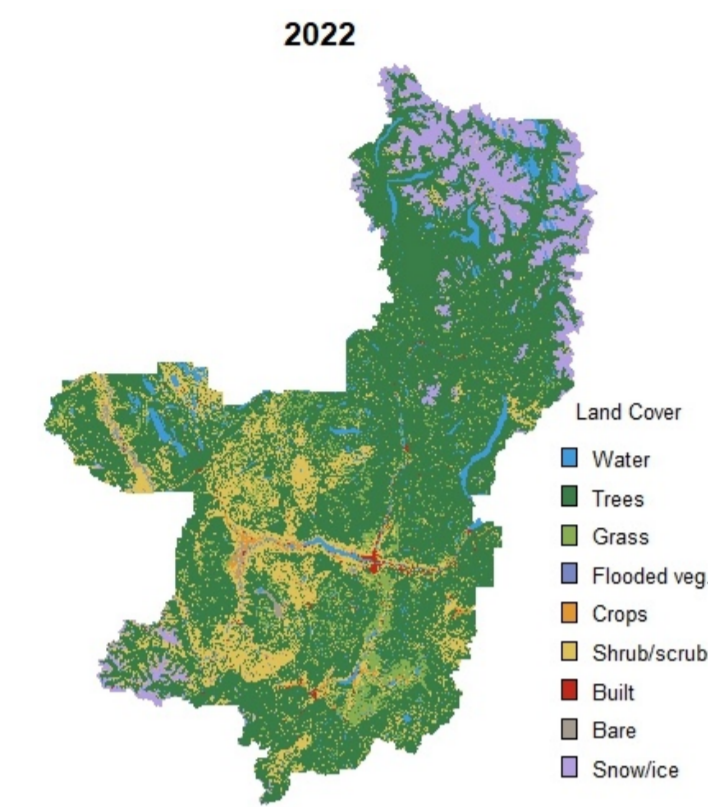 2022
Land Cover
Water
Trees
Grass
Flooded veg.
Crops
Shrub/scrub
Built
Bare
Snow/ice